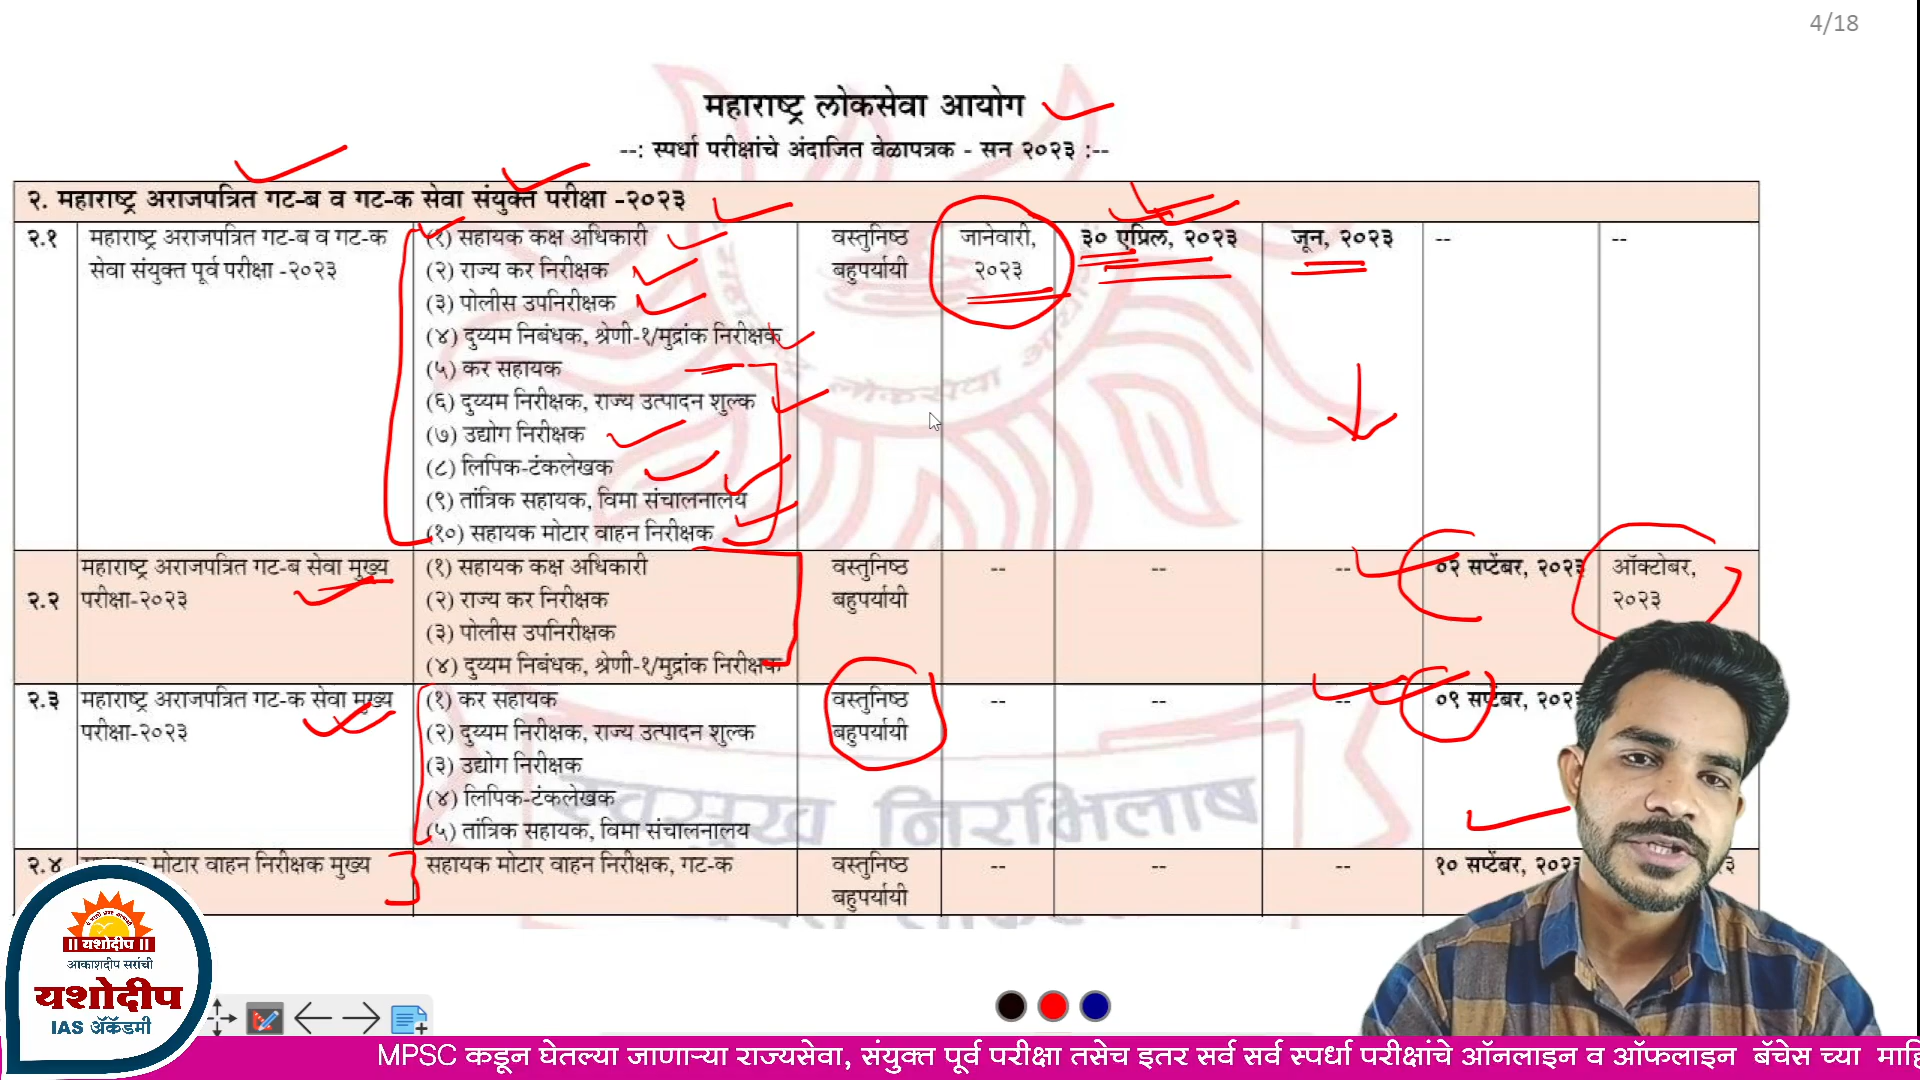 4/18
महाराष्ट्र लोकसेवा आयोग
--: स्पर्धा परीक्षांचे अंदाजित वेळापत्रक - सन २०२३ :--
२. महाराष्ट्र अराजपत्रित गट-ब व गट-क सेवा संयुक्त परीक्षा -२०२३
२.१ महाराष्ट्र अराजपत्रित गट-ब व गट-क (१) सहायक कक्ष अधिकारी वस्तुनिष्ठ जानेवारी, ३० एप्रिल, २०२३ जून, २०२३ -- --
सेवा संयुक्त पूर्व परीक्षा -२०२३ (२) राज्य कर निरीक्षक बहुपर्यायी २०२३
(३) पोलीस उपनिरीक्षक
(४) दुय्यम निबंधक, श्रेणी-१/मुद्रांक निरीक्षक
(५) कर सहायक
(६) दुय्यम निरीक्षक, राज्य उत्पादन शुल्क
(७) उद्योग निरीक्षक
(८) लिपिक-टंकलेखक
(९) तांत्रिक सहायक, विमा संचालनालय
(१०) सहायक मोटार वाहन निरीक्षक
महाराष्ट्र अराजपत्रित गट-ब सेवा मुख्य (१) सहायक कक्ष अधिकारी वस्तुनिष्ठ -- -- -- ०२ सप्टेंबर, २०२३ ऑक्टोबर,
२.२ परीक्षा-२०२३ (२) राज्य कर निरीक्षक बहुपर्यायी २०२३
(३) पोलीस उपनिरीक्षक
(४) दुय्यम निबंधक, श्रेणी-१/मुद्रांक निरीक्षक
२.३ महाराष्ट्र अराजपत्रित गट-क सेवा मुख्य (१) कर सहायक वस्तुनिष्ठ -- -- -- ०९ सप्टेंबर, २०२
परीक्षा-२०२३ (२) दुय्यम निरीक्षक, राज्य उत्पादन शुल्क बहुपर्यायी
(३) उद्योग निरीक्षक
(४) लिपिक-टंकलेखक
(५) तांत्रिक सहायक, विमा संचालनालय
२.४ मोटार वाहन निरीक्षक मुख्य सहायक मोटार वाहन निरीक्षक, गट-क वस्तुनिष्ठ -- -- -- १० सप्टेंबर, २०२ २३
बहुपर्यायी
॥ यशोदीप ॥
आकाशदीप सरांची
यशोदीप
IAS ॲकॅडमी
MPSC कडून घेतल्या जाणाऱ्या राज्यसेवा, संयुक्त पूर्व परीक्षा तसेच इतर सर्व सर्व स्पर्धा परीक्षांचे ऑनलाइन व ऑफलाइन बॅचेस च्या